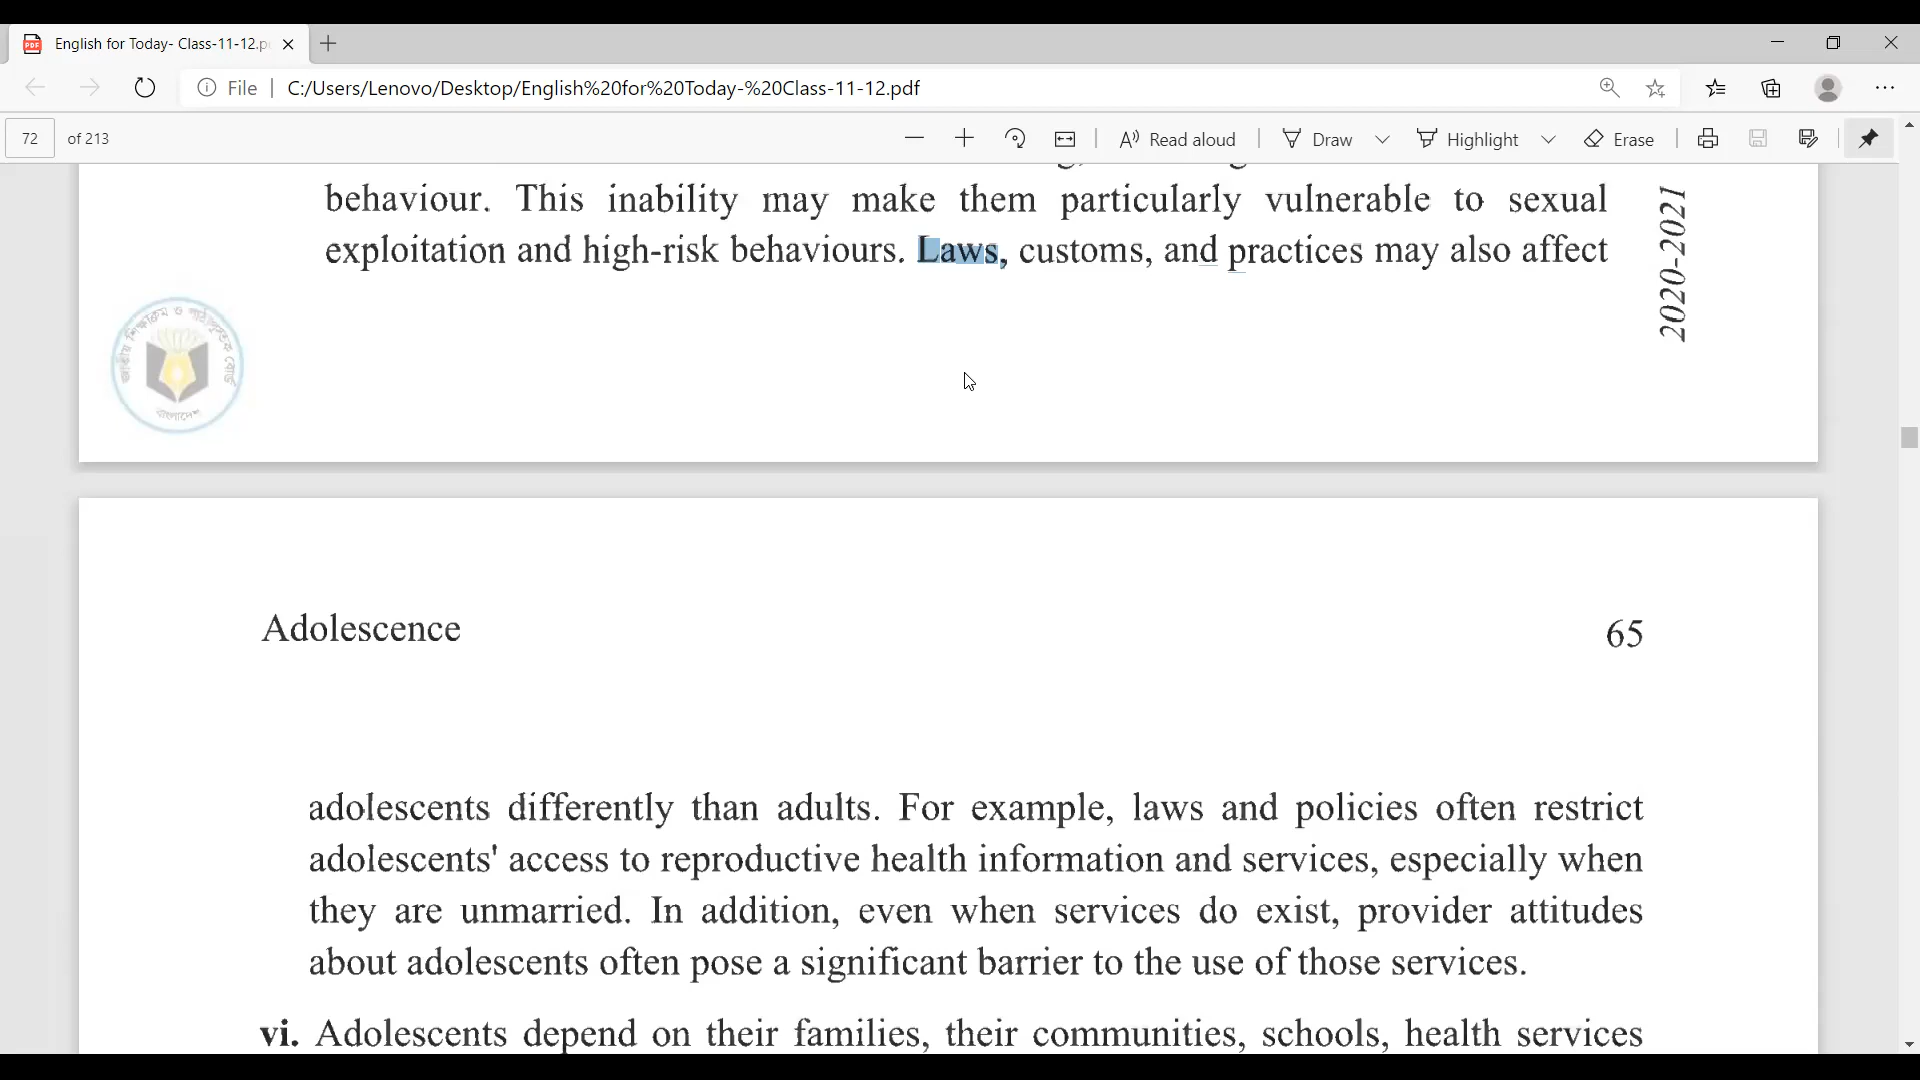 English for Today- Class-11-12.p
File C:/Users/Lenovo/Desktop/English%20for%20Today-%20Class-11-12.pdf
72 of 213 Read aloud Draw Highlight Erase
behaviour. This inability may make them particularly vulnerable to sexual
exploitation and high-risk behaviours. Laws, customs, and practices may also affect
2020-2021
জাতীয় শিক্ষাক্রম ও পাঠ্যপুস্তক বোর্ড
বাংলাদেশ
Adolescence 65
adolescents differently than adults. For example, laws and policies often restrict
adolescents' access to reproductive health information and services, especially when
they are unmarried. In addition, even when services do exist, provider attitudes
about adolescents often pose a significant barrier to the use of those services.
vi. Adolescents depend on their families, their communities, schools, health services